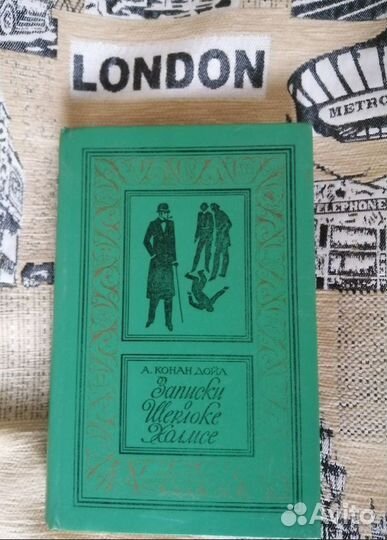 LONDON
METRO
TELEPHONE
А. КОНАН ДОЙЛ
Записки
о
Шерлоке
Холмсе
Avito